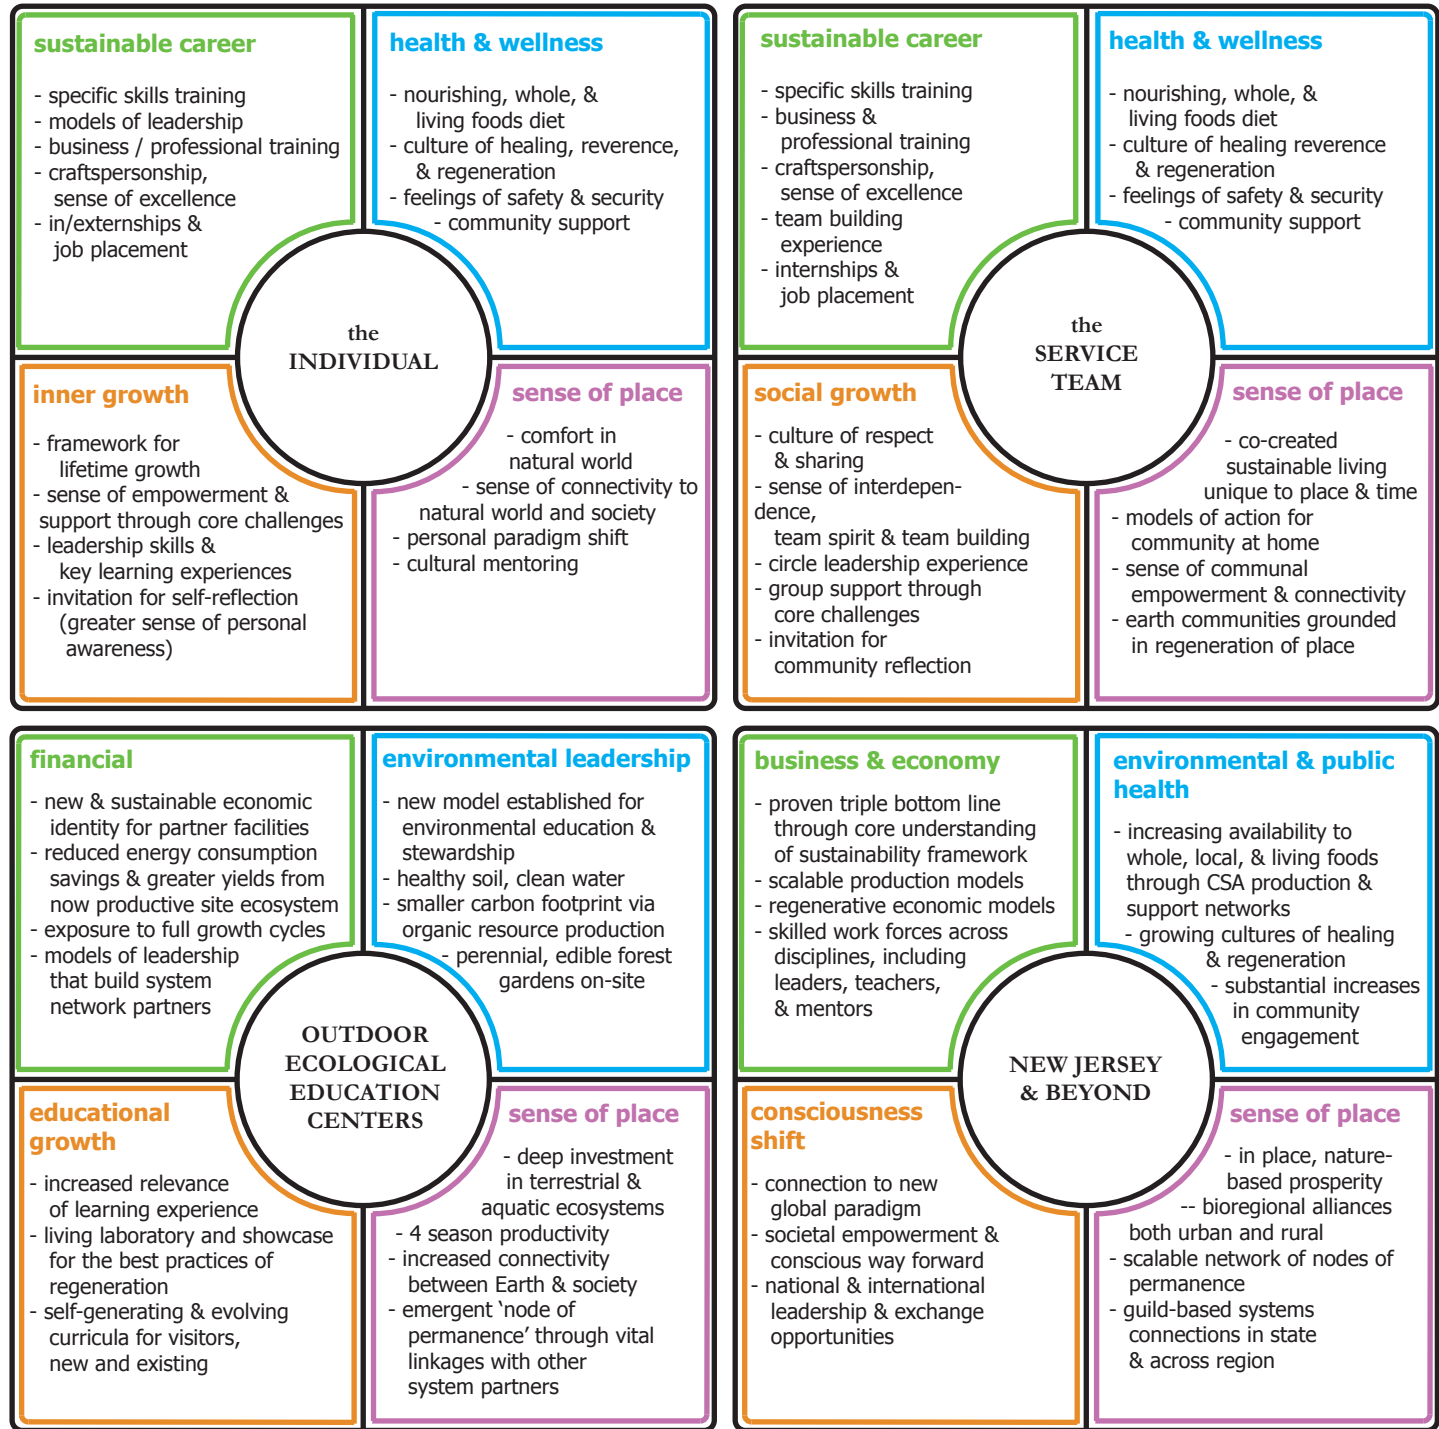 sustainable career
- specific skills training
- models of leadership
- business / professional training
- craftspersonship,
sense of excellence
- in/externships &
job placement
health & wellness
- nourishing, whole, &
living foods diet
- culture of healing, reverence,
& regeneration
- feelings of safety & security
- community support
the
INDIVIDUAL
inner growth
- framework for
lifetime growth
- sense of empowerment &
support through core challenges
- leadership skills &
key learning experiences
- invitation for self-reflection
(greater sense of personal
awareness)
sense of place
- comfort in
natural world
- sense of connectivity to
natural world and society
- personal paradigm shift
- cultural mentoring
sustainable career
- specific skills training
- business &
professional training
- craftspersonship,
sense of excellence
- team building
experience
- internships &
job placement
health & wellness
- nourishing, whole, &
living foods diet
- culture of healing reverence
& regeneration
- feelings of safety & security
- community support
the
SERVICE
TEAM
social growth
- culture of respect
& sharing
- sense of interdepen-
dence,
team spirit & team building
- circle leadership experience
- group support through
core challenges
- invitation for
community reflection
sense of place
- co-created
sustainable living
unique to place & time
- models of action for
community at home
- sense of communal
empowerment & connectivity
- earth communities grounded
in regeneration of place
financial
- new & sustainable economic
identity for partner facilities
- reduced energy consumption
savings & greater yields from
now productive site ecosystem
- exposure to full growth cycles
- models of leadership
that build system
network partners
environmental leadership
- new model established for
environmental education &
stewardship
- healthy soil, clean water
- smaller carbon footprint via
organic resource production
- perennial, edible forest
gardens on-site
OUTDOOR
ECOLOGICAL
EDUCATION
CENTERS
educational
growth
- increased relevance
of learning experience
- living laboratory and showcase
for the best practices of
regeneration
- self-generating & evolving
curricula for visitors,
new and existing
sense of place
- deep investment
in terrestrial &
aquatic ecosystems
- 4 season productivity
- increased connectivity
between Earth & society
- emergent ‘node of
permanence’ through vital
linkages with other
system partners
business & economy
- proven triple bottom line
through core understanding
of sustainability framework
- scalable production models
- regenerative economic models
- skilled work forces across
disciplines, including
leaders, teachers,
& mentors
environmental & public
health
- increasing availability to
whole, local, & living foods
through CSA production &
support networks
- growing cultures of healing
& regeneration
- substantial increases
in community
engagement
NEW JERSEY
& BEYOND
consciousness
shift
- connection to new
global paradigm
- societal empowerment &
conscious way forward
- national & international
leadership & exchange
opportunities
sense of place
- in place, nature-
based prosperity
-- bioregional alliances
both urban and rural
- scalable network of nodes of
permanence
- guild-based systems
connections in state
& across region